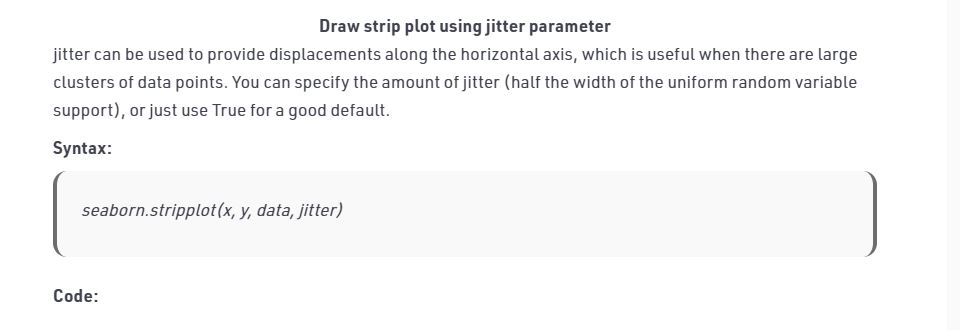 Draw strip plot using jitter parameter
jitter can be used to provide displacements along the horizontal axis, which is useful when there are large
clusters of data points. You can specify the amount of jitter (half the width of the uniform random variable
support), or just use True for a good default.
Syntax:
seaborn.stripplot(x, y, data, jitter)
Code: